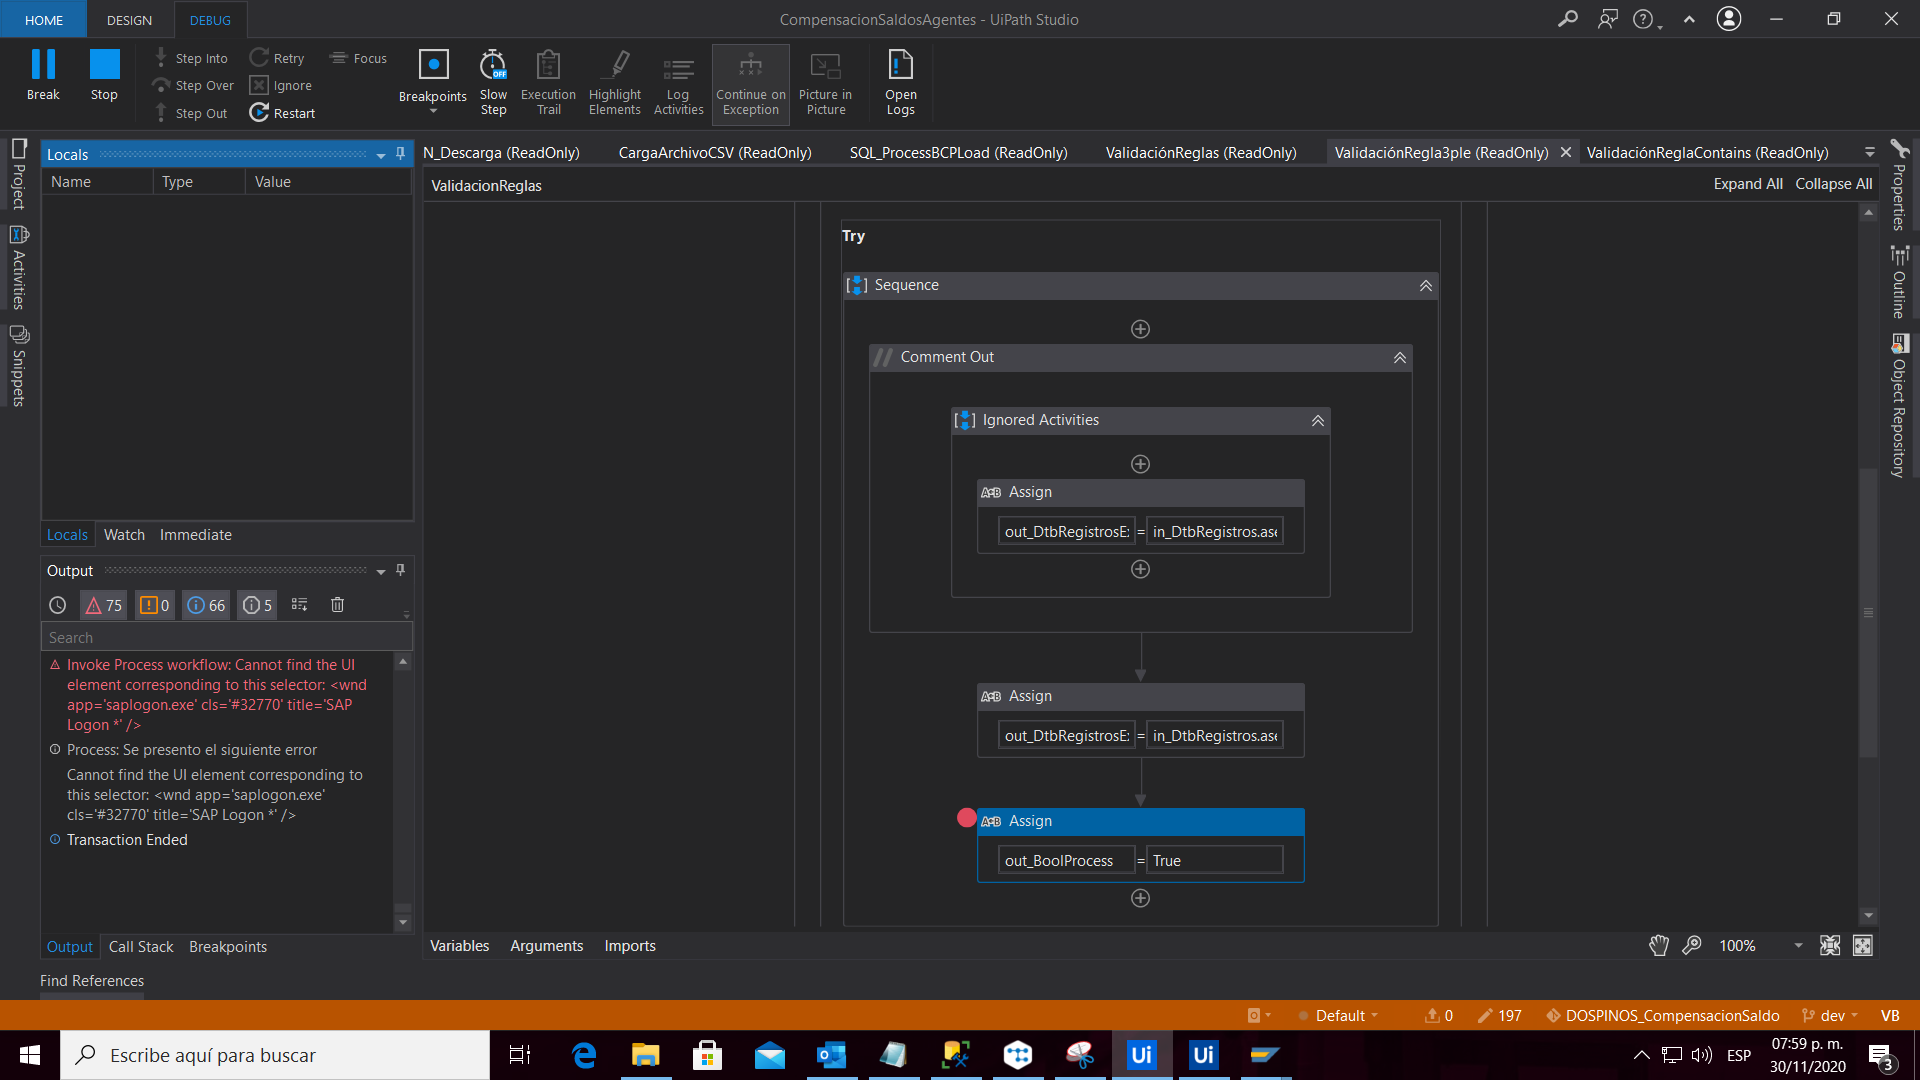 HOME
DESIGN
DEBUG
CompensacionSaldosAgentes - UiPath Studio
Break
Stop
Step Into
Step Over
Step Out
Retry
Ignore
Restart
Focus
Breakpoints
Slow
Step
OFF
Execution
Trail
Highlight
Elements
Log
Activities
Continue on
Exception
Picture in
Picture
Open
Logs
Project
Activities
Snippets
Locals
Name
Type
Value
Locals
Watch
Immediate
Output
75
0
66
5
Search
Invoke Process workflow: Cannot find the UI
element corresponding to this selector: <wnd
app='saplogon.exe' cls='#32770' title='SAP
Logon *' />
Process: Se presento el siguiente error
Cannot find the UI element corresponding to
this selector: <wnd app='saplogon.exe'
cls='#32770' title='SAP Logon *' />
Transaction Ended
Output
Call Stack
Breakpoints
Find References
N_Descarga (ReadOnly)
CargaArchivoCSV (ReadOnly)
SQL_ProcessBCPLoad (ReadOnly)
ValidaciónReglas (ReadOnly)
ValidaciónRegla3ple (ReadOnly)
ValidaciónReglaContains (ReadOnly)
ValidacionReglas
Expand All
Collapse All
Try
Sequence
Comment Out
Ignored Activities
A+B Assign
out_DtbRegistrosE = in_DtbRegistros.ase
A+B Assign
out_DtbRegistrosE = in_DtbRegistros.ase
A+B Assign
out_BoolProcess = True
Variables
Arguments
Imports
100%
Properties
Outline
Object Repository
Default
0
197
DOSPINOS_CompensacionSaldo
dev
VB
Escribe aquí para buscar
Ui
Ui
ESP
07:59 p. m.
30/11/2020
3